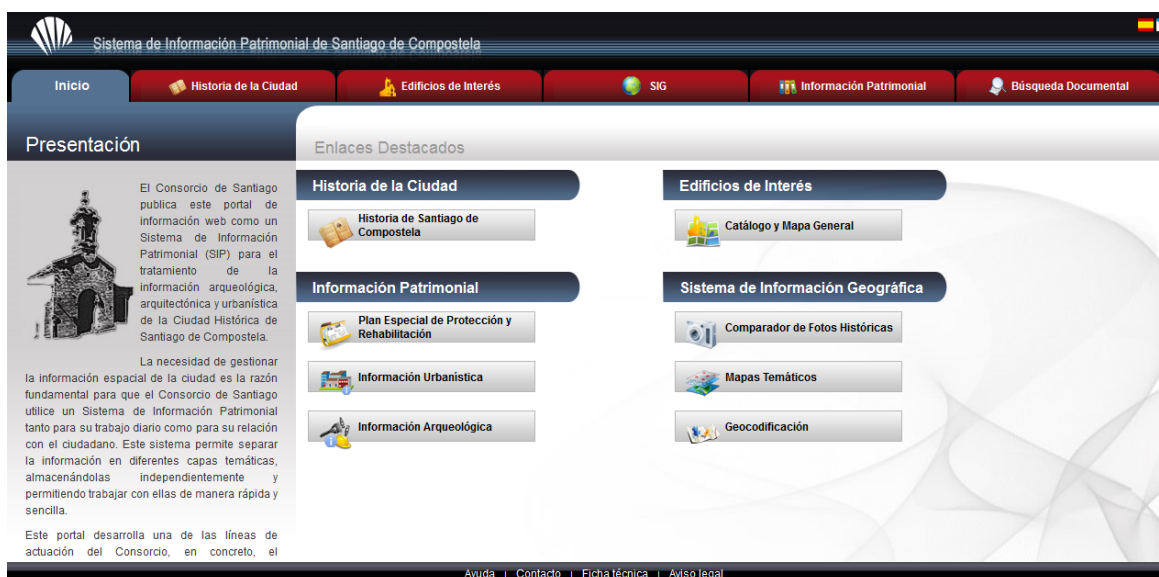 Sistema de Información Patrimonial de Santiago de Compostela
Inicio
Historia de la Ciudad
Edificios de Interés
SIG
Información Patrimonial
Búsqueda Documental
Presentación
El Consorcio de Santiago
publica este portal de
información web como un
Sistema de Información
Patrimonial (SIP) para el
tratamiento de la
información arqueológica,
arquitectónica y urbanística
de la Ciudad Histórica de
Santiago de Compostela.
La necesidad de gestionar
la información espacial de la ciudad es la razón
fundamental para que el Consorcio de Santiago
utilice un Sistema de Información Patrimonial
tanto para su trabajo diario como para su relación
con el ciudadano. Este sistema permite separar
la información en diferentes capas temáticas,
almacenándolas independientemente y
permitiendo trabajar con ellas de manera rápida y
sencilla.
Este portal desarrolla una de las líneas de
actuación del Consorcio, en concreto, el
Enlaces Destacados
Historia de la Ciudad
Historia de Santiago de
Compostela
Edificios de Interés
Catálogo y Mapa General
Información Patrimonial
Plan Especial de Protección y
Rehabilitación
Información Urbanística
Información Arqueológica
Sistema de Información Geográfica
Comparador de Fotos Históricas
Mapas Temáticos
Geocodificación
Ayuda | Contacto | Ficha técnica | Aviso legal